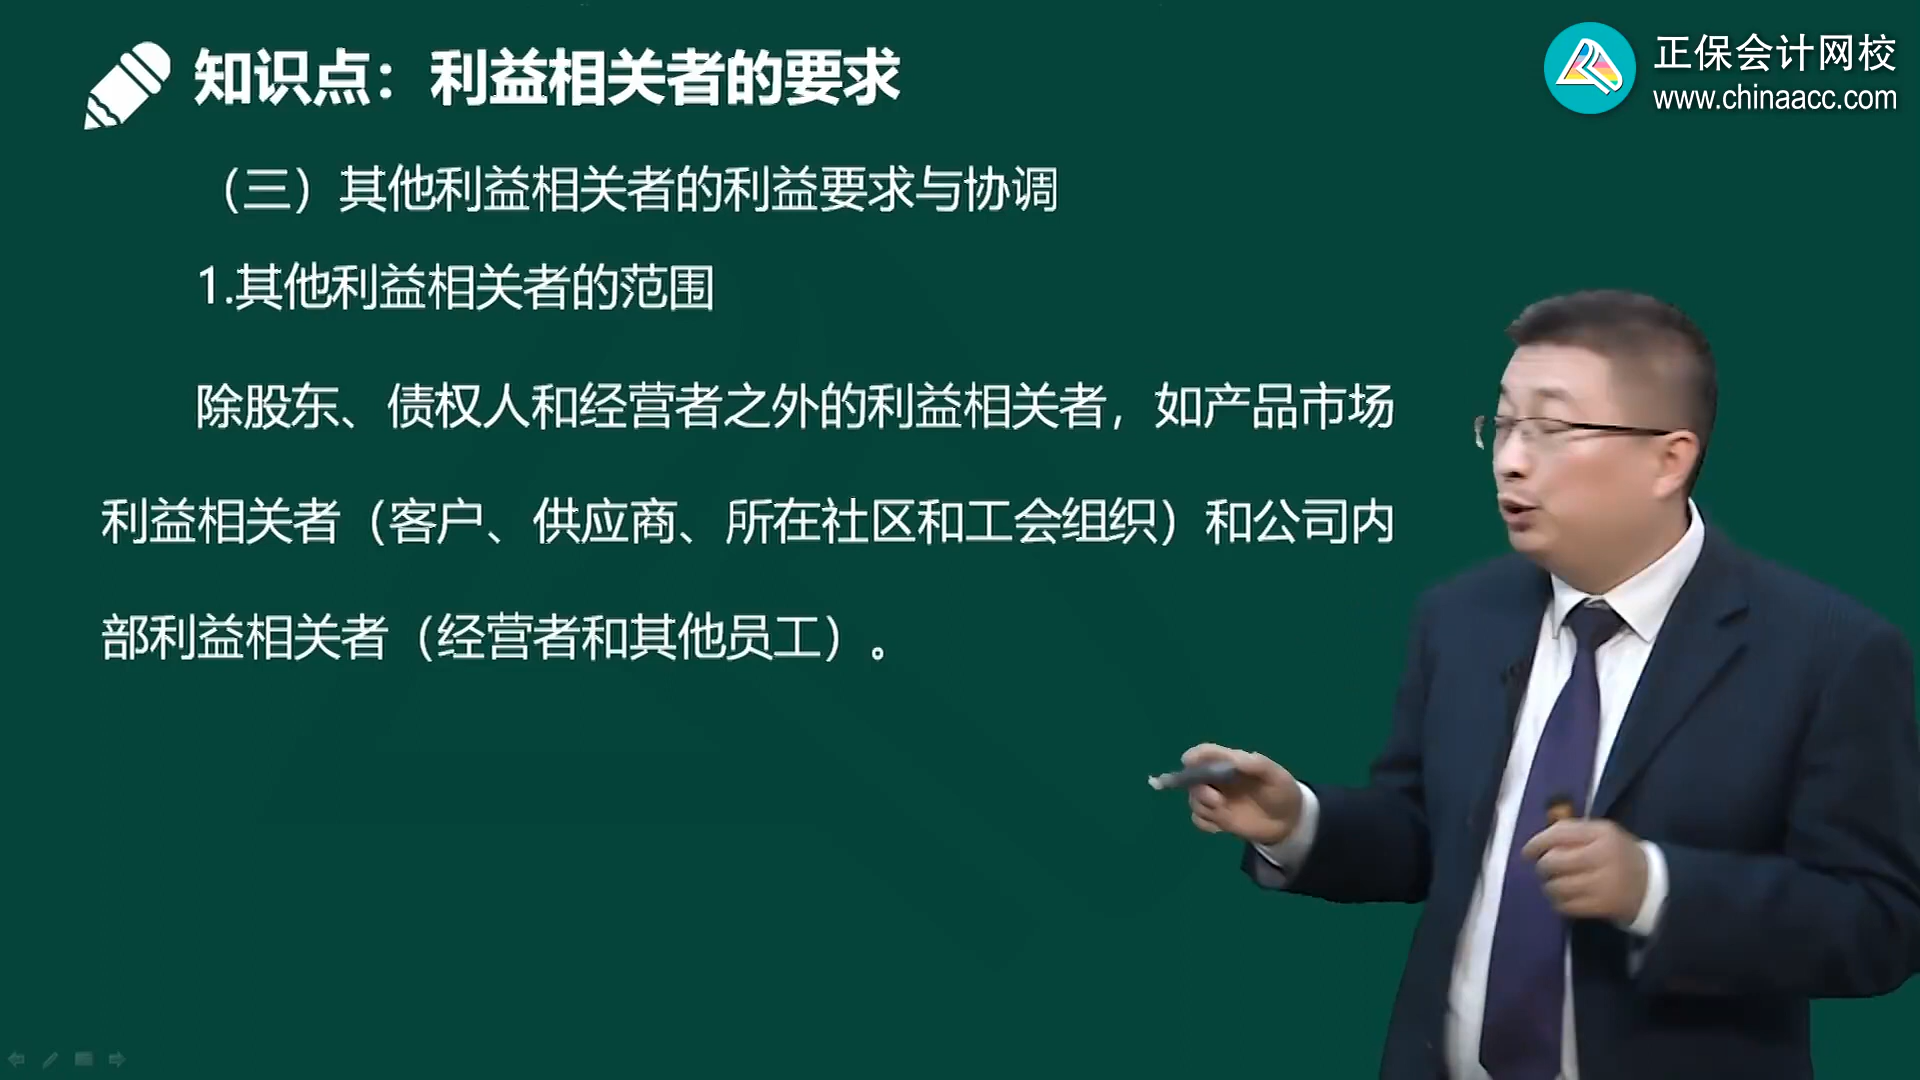 知识点：利益相关者的要求
正保会计网校
www.chinaacc.com
（三）其他利益相关者的利益要求与协调
1.其他利益相关者的范围
除股东、债权人和经营者之外的利益相关者，如产品市场
利益相关者（客户、供应商、所在社区和工会组织）和公司内
部利益相关者（经营者和其他员工）。